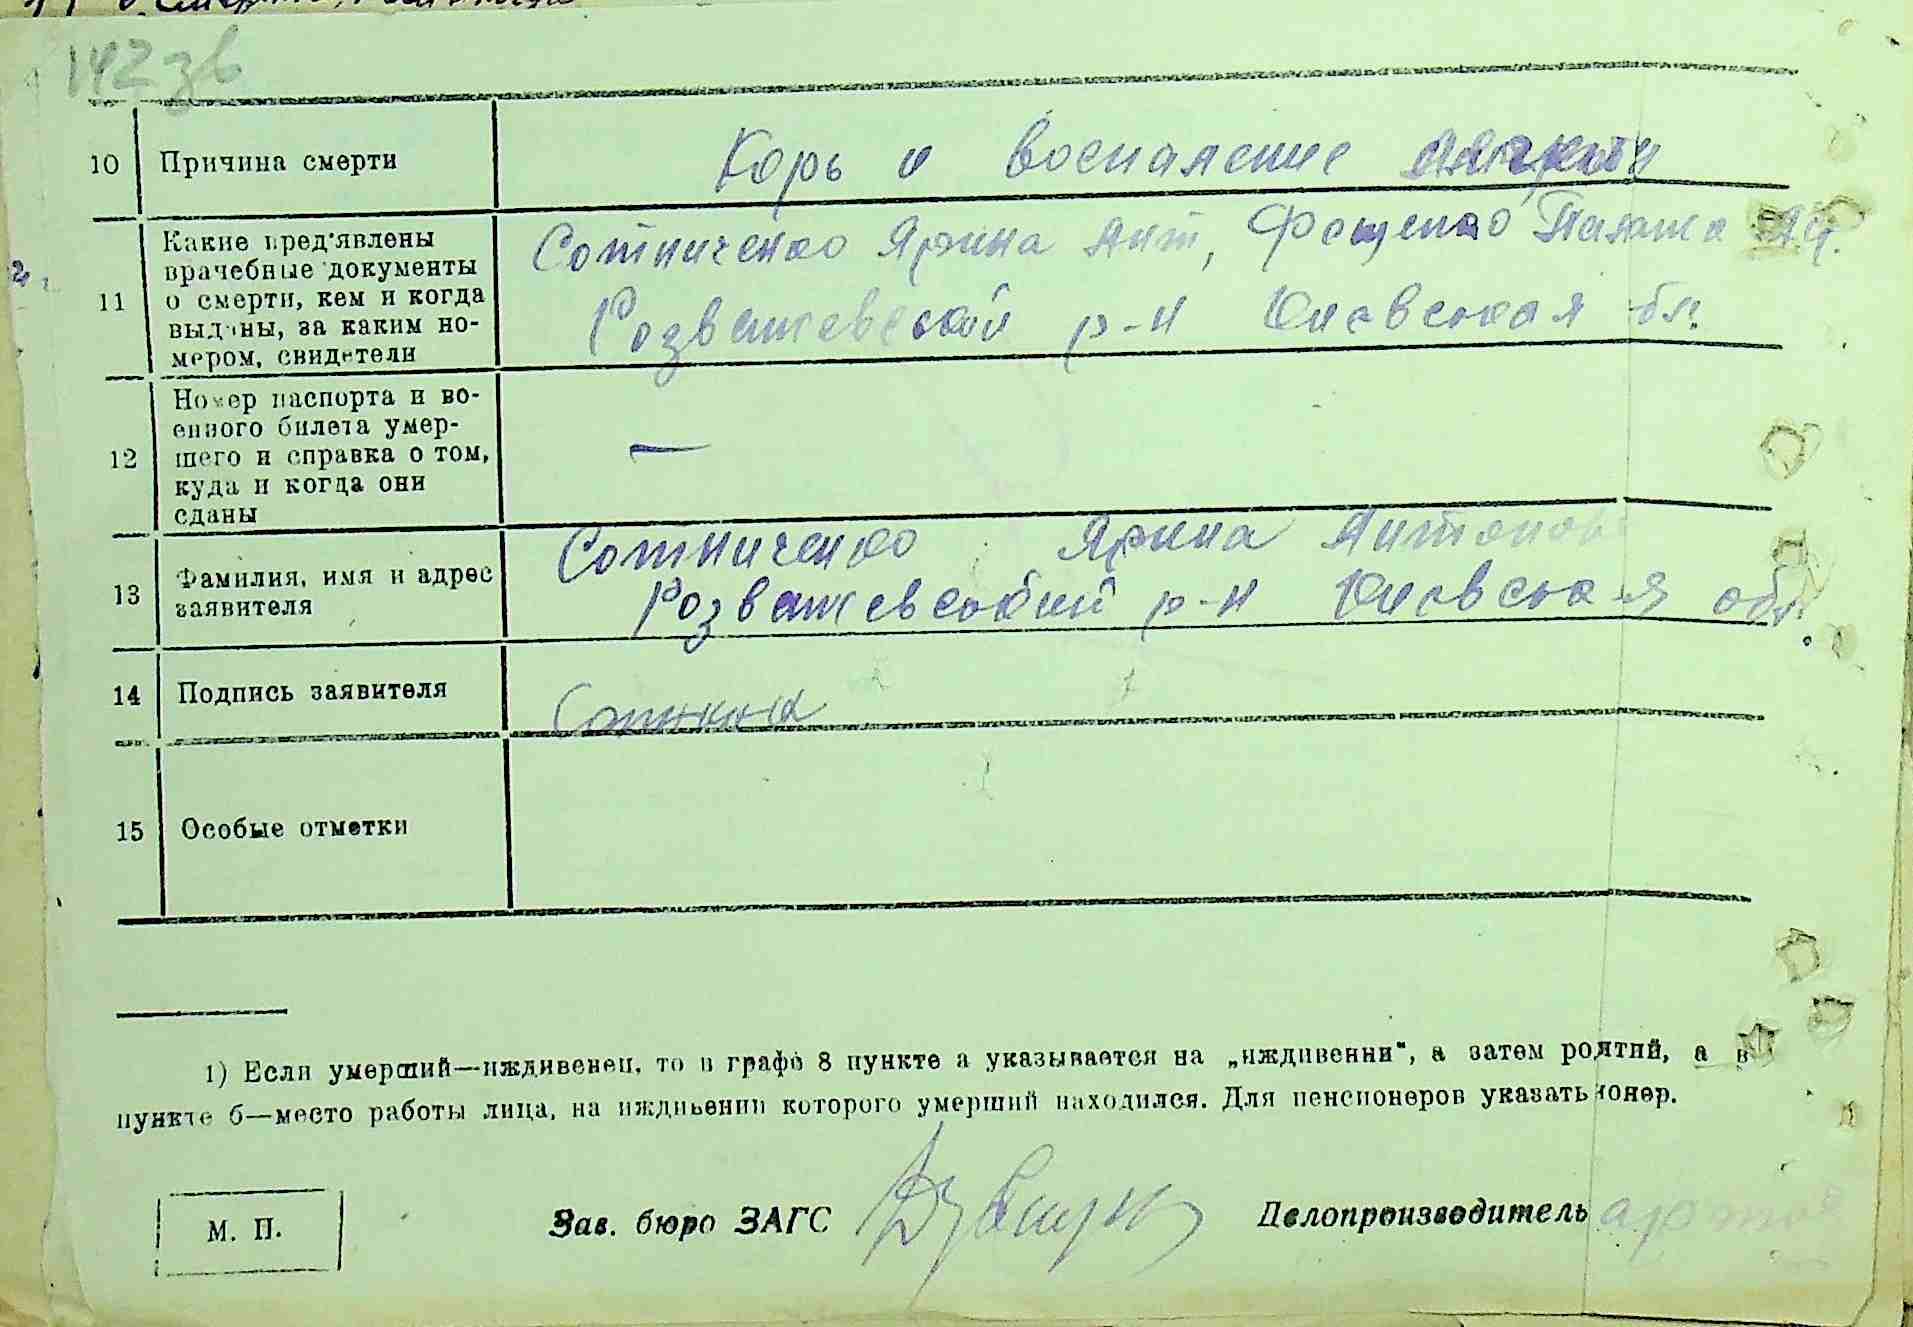 142 зв
10 Причина смерти Корь и воспаление легких
11 Какие пред'явлены врачебные документы о смерти, кем и когда выданы, за каким но-мером, свидетели
Сотниченко Ярина Ант, Фещенко
Розважевский р-н Киевская обл.
12 Номер паспорта и во-
енного билета умер-
шего и справка о том,
куда и когда они
сданы —
13 Фамилия, имя и адрес
заявителя
Сотниченко Ярина Антонов
Розважевский р-н Киевская обл.
14 Подпись заявителя
15 Особые отметки
1) Если умерший—иждивенец, то в графе 8 пункте а указывается на „иждивении“, а затем а в
пункте б—место работы лица, на иждивении которого умерший находился. Для пенсионеров указать
М. П. Зав. бюро ЗАГС Делопроизводитель